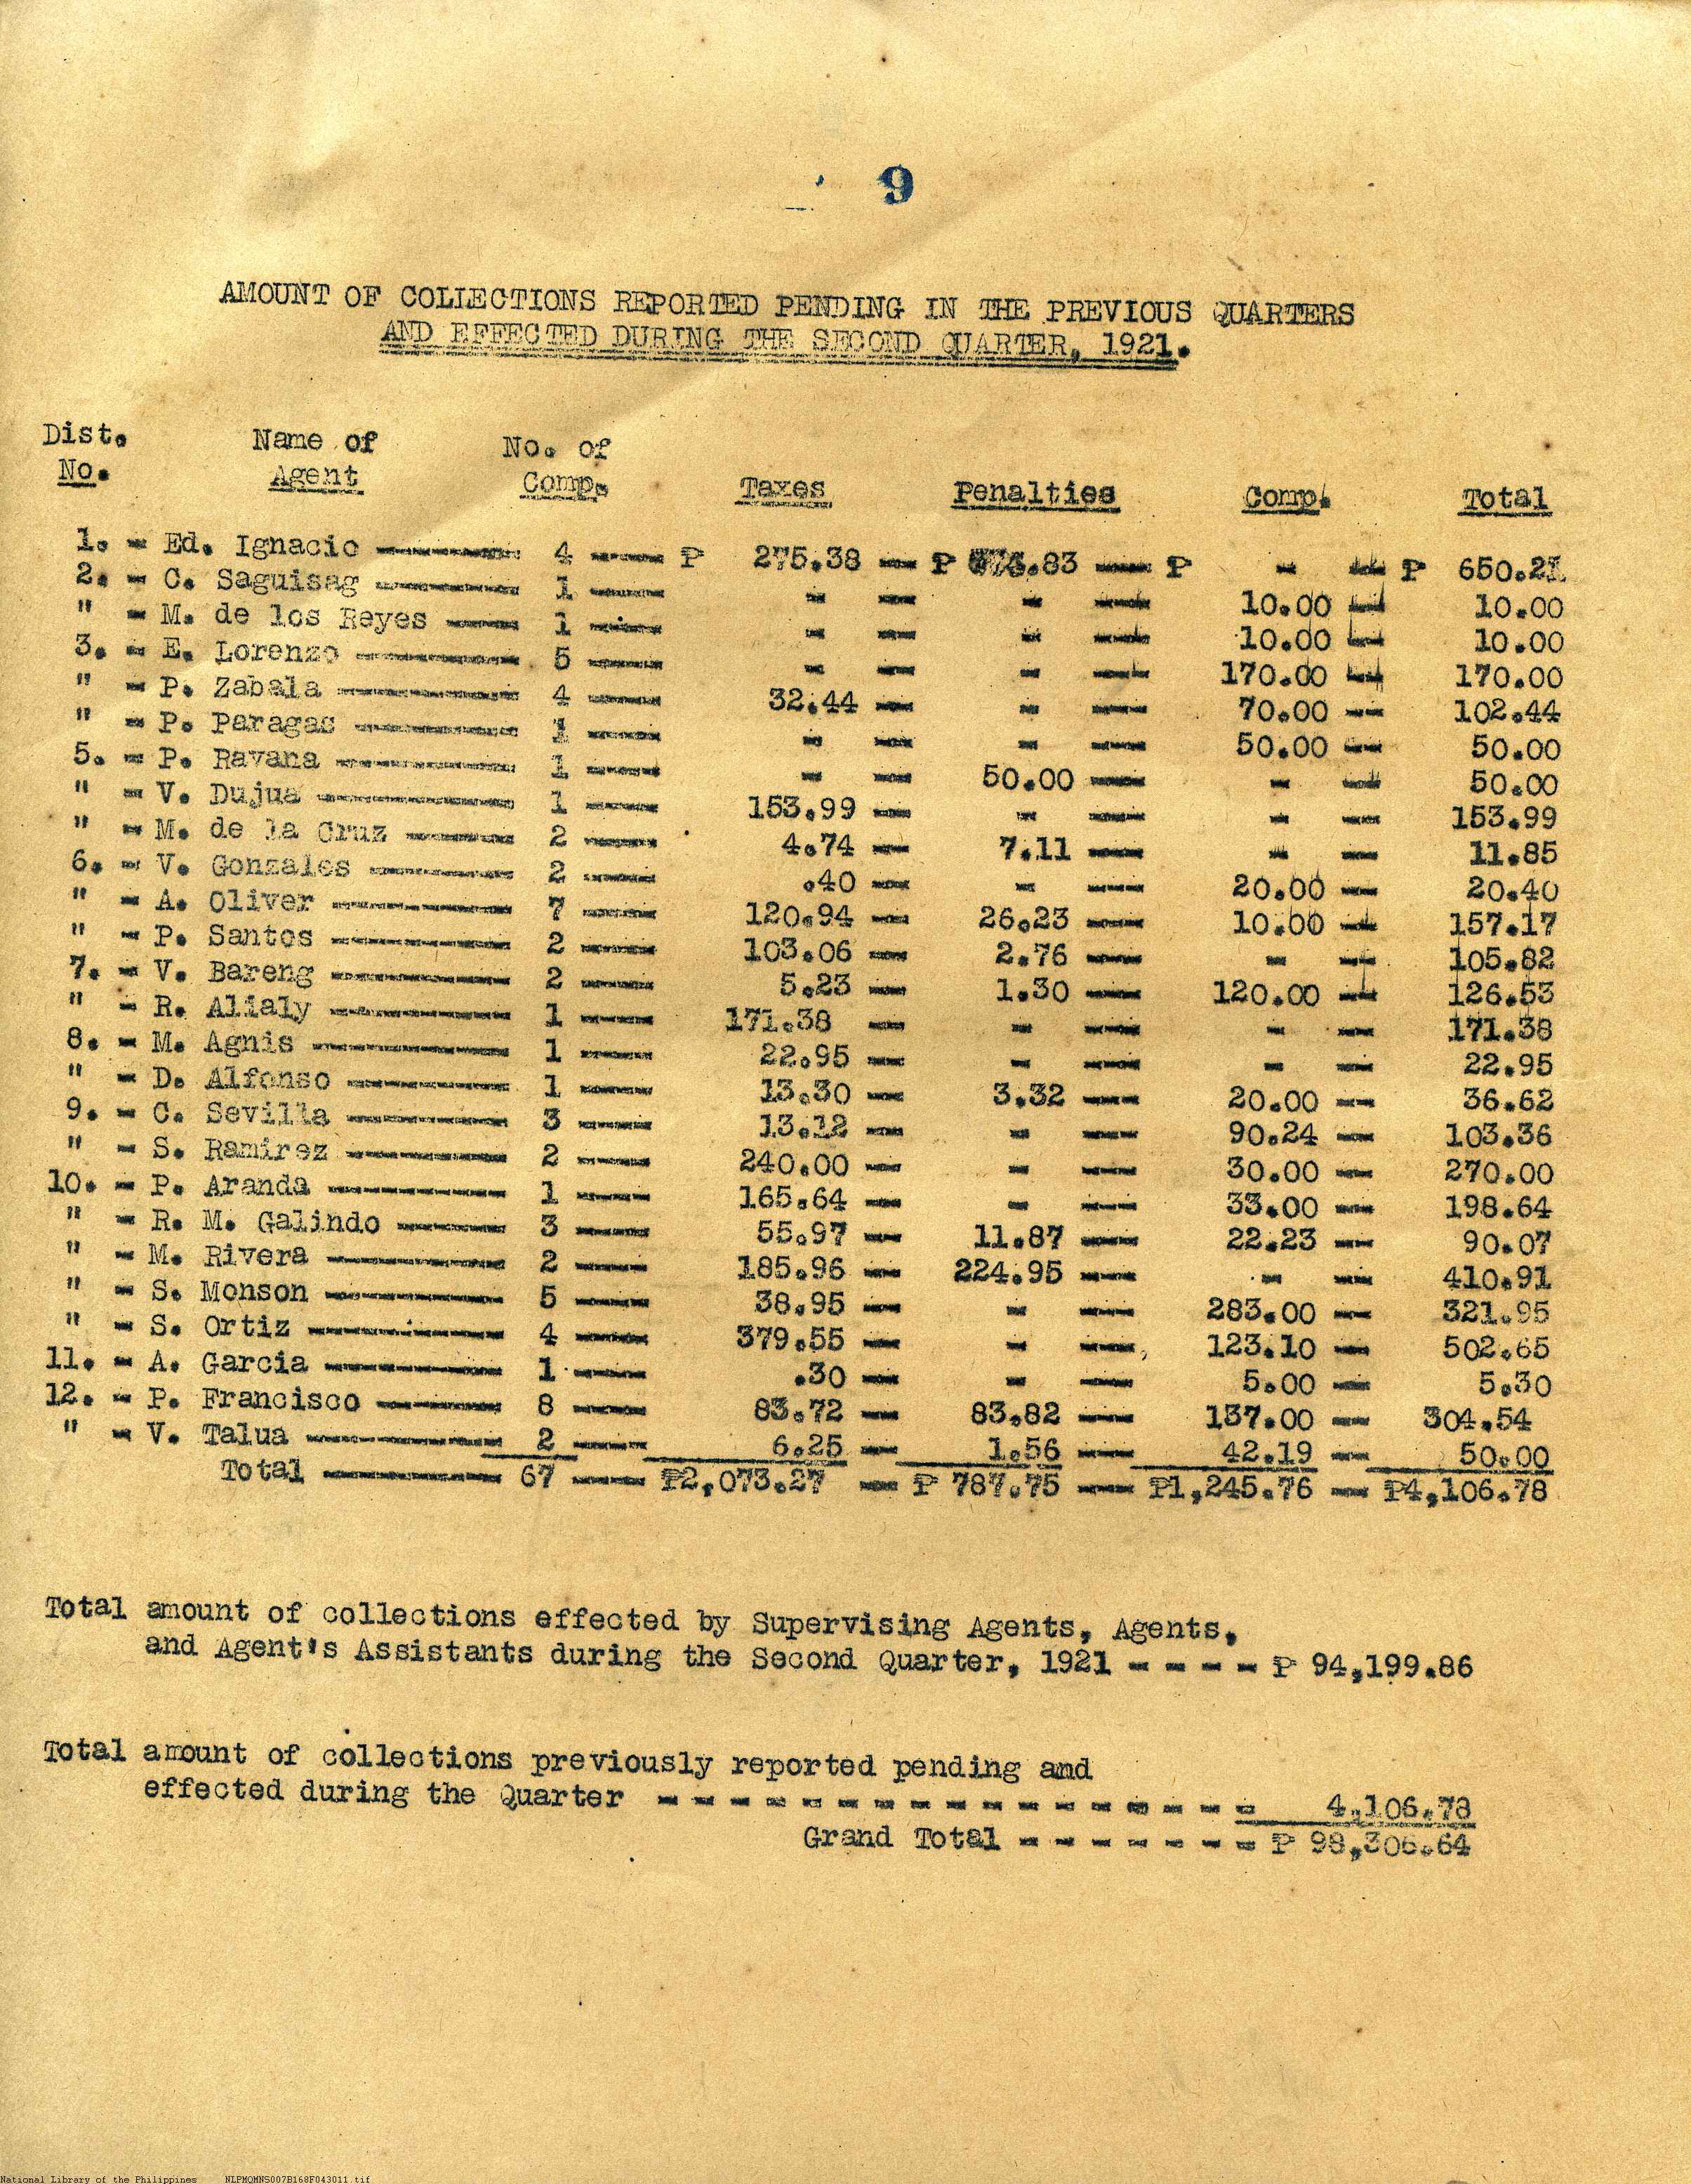 9
AMOUNT OF COLLECTIONS REPORTED PENDING IN THE PREVIOUS QUARTERS
AND EFFECTED DURING THE SECOND QUARTER, 1921.
Dist. Name of No. of
No. Agent Comp. Taxes Penalties Comp. Total
1. - Ed. Ignacio ---- 4 ---- ₱ 275.38 -- ₱ ---- ₱ - -- ₱ 650.21
2. - C. Saguisag ---- 1 ---- - -- - -- 10.00 -- 10.00
" - M. de los Reyes ---- 1 ---- - -- - -- 10.00 -- 10.00
3. - E. Lorenzo ---- 5 ---- - -- - -- 170.00 -- 170.00
" - P. Zabala ---- 4 ---- 32.44 -- - -- 70.00 -- 102.44
" - P. Paragas ---- 1 ---- - -- - -- 50.00 -- 50.00
5. - P. Ravana ---- 1 ---- - -- 50.00 -- - -- 50.00
" - V. Dujua ---- 1 ---- 153.99 -- - -- - -- 153.99
" - M. de la Cruz ---- 2 ---- 4.74 -- 7.11 -- - -- 11.85
6. - V. Gonzales ---- 2 ---- .40 -- - -- 20.00 -- 20.40
" - A. Oliver ---- 7 ---- 120.94 -- 26.23 -- 10.00 -- 157.17
" - P. Santos ---- 2 ---- 103.06 -- 2.76 -- - -- 105.82
7. - V. Bareng ---- 2 ---- 5.23 -- 1.30 -- 120.00 -- 126.53
" - R. Alialy ---- 1 ---- 171.38 -- - -- - -- 171.38
8. - M. Agnis ---- 1 ---- 22.95 -- - -- - -- 22.95
" - D. Alfonso ---- 1 ---- 13.30 -- 3.32 -- 20.00 -- 36.62
9. - C. Sevilla ---- 3 ---- 13.12 -- - -- 90.24 -- 103.36
" - S. Ramirez ---- 2 ---- 240.00 -- - -- 30.00 -- 270.00
10. - P. Aranda ---- 1 ---- 165.64 -- - -- 33.00 -- 198.64
" - R. M. Galindo ---- 3 ---- 55.97 -- 11.87 -- 22.23 -- 90.07
" - M. Rivera ---- 2 ---- 185.96 -- 224.95 -- - -- 410.91
" - S. Monson ---- 5 ---- 38.95 -- - -- 283.00 -- 321.95
" - S. Ortiz ---- 4 ---- 379.55 -- - -- 123.10 -- 502.65
11. - A. Garcia ---- 1 ---- .30 -- - -- 5.00 -- 5.30
12. - P. Francisco ---- 8 ---- 83.72 -- 83.82 -- 137.00 -- 304.54
" - V. Talua ---- 2 ---- 6.25 -- 1.56 -- 42.19 -- 50.00
Total ---- 67 ---- ₱2,073.27 -- ₱ 787.75 -- ₱1,245.76 -- ₱4,106.78
Total amount of collections effected by Supervising Agents, Agents,
and Agent's Assistants during the Second Quarter, 1921 - - - - ₱ 94,199.86
Total amount of collections previously reported pending and
effected during the Quarter - - - - - - - - - - - - - - - - - 4,106.78
Grand Total - - - - - - - ₱ 98,306.64
National Library of the Philippines NLPMQMNS007B168F043011.tif